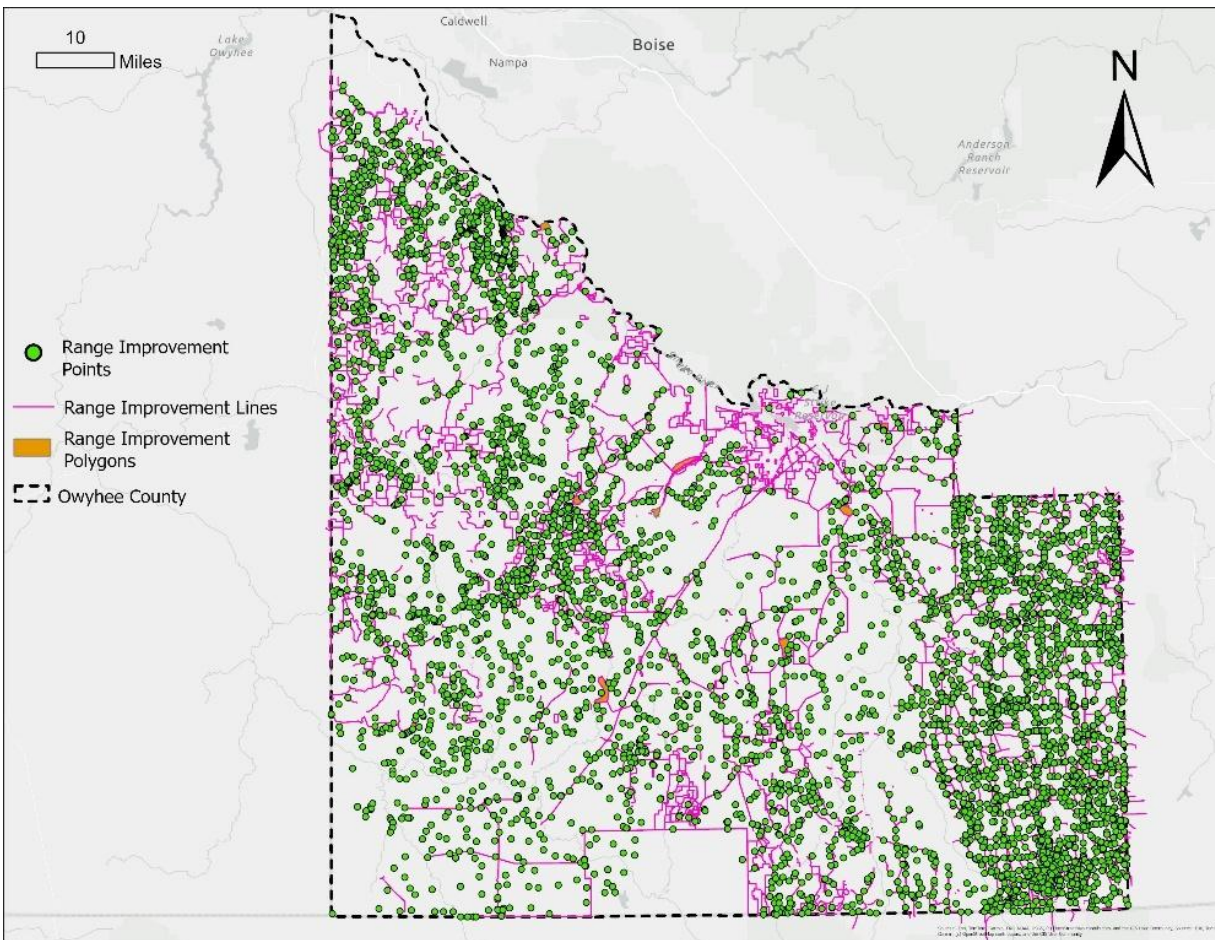 10
Miles
Lake
Owyhee
Caldwell
Nampa
Boise
N
Anderson
Ranch
Reservoir
Range Improvement
Points
Range Improvement Lines
Range Improvement
Polygons
Owyhee County
Reservoir